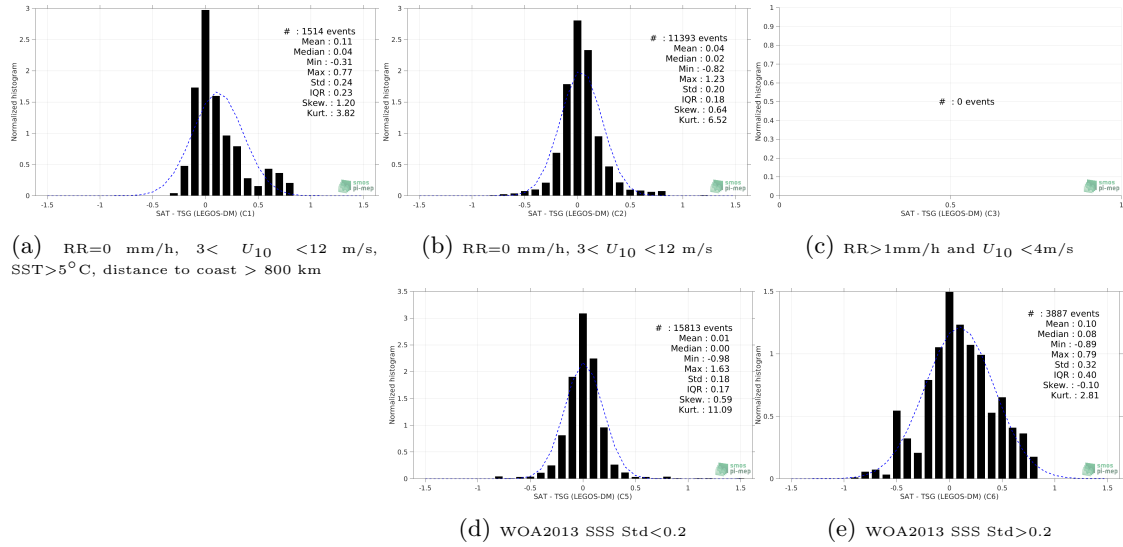 Normalized histogram
3
2.5
2
1.5
1
0.5
0
-1.5
-1
-0.5
0
0.5
1
1.5
# : 1514 events
Mean : 0.11
Median : 0.04
Min : -0.31
Max : 0.77
Std : 0.24
IQR : 0.23
Skew. : 1.20
Kurt. : 3.82
smos
pi-mep
SAT - TSG (LEGOS-DM) (C1)
(a) RR=0 mm/h, 3< U10 <12 m/s,
SST>5°C, distance to coast > 800 km
Normalized histogram
3
2.5
2
1.5
1
0.5
0
-1.5
-1
-0.5
0
0.5
1
1.5
# : 11393 events
Mean : 0.04
Median : 0.02
Min : -0.82
Max : 1.23
Std : 0.20
IQR : 0.18
Skew. : 0.64
Kurt. : 6.52
smos
pi-mep
SAT - TSG (LEGOS-DM) (C2)
(b) RR=0 mm/h, 3< U10 <12 m/s
Normalized histogram
1
0.9
0.8
0.7
0.6
0.5
0.4
0.3
0.2
0.1
0
0
0.5
1
# : 0 events
smos
pi-mep
SAT - TSG (LEGOS-DM) (C3)
(c) RR>1mm/h and U10 <4m/s
Normalized histogram
3.5
3
2.5
2
1.5
1
0.5
0
-1.5
-1
-0.5
0
0.5
1
1.5
# : 15813 events
Mean : 0.01
Median : 0.00
Min : -0.98
Max : 1.63
Std : 0.18
IQR : 0.17
Skew. : 0.59
Kurt. : 11.09
smos
pi-mep
SAT - TSG (LEGOS-DM) (C5)
(d) WOA2013 SSS Std<0.2
Normalized histogram
1.5
1
0.5
0
-1.5
-1
-0.5
0
0.5
1
1.5
# : 3887 events
Mean : 0.10
Median : 0.08
Min : -0.89
Max : 0.79
Std : 0.32
IQR : 0.40
Skew. : -0.10
Kurt. : 2.81
smos
pi-mep
SAT - TSG (LEGOS-DM) (C6)
(e) WOA2013 SSS Std>0.2